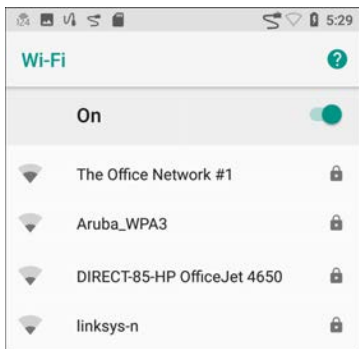 5:29
Wi-Fi
?
On
The Office Network #1
Aruba_WPA3
DIRECT-85-HP OfficeJet 4650
linksys-n